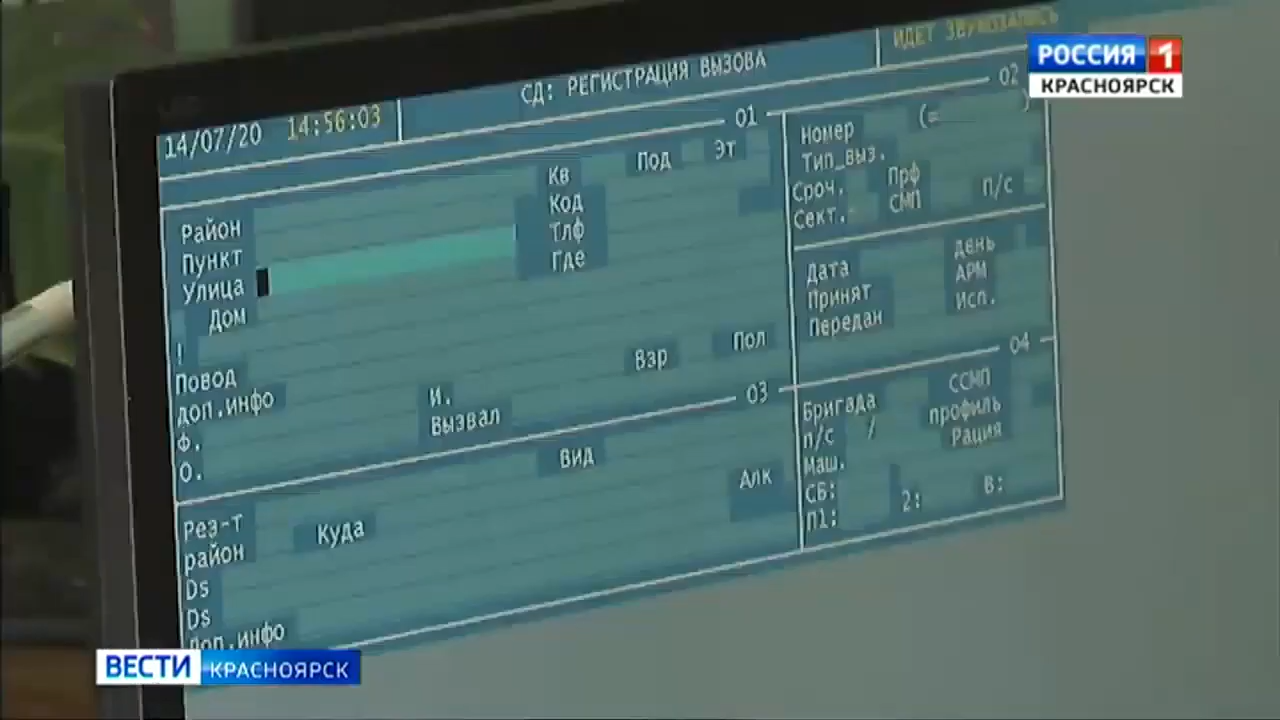 ИДЕТ ЗВУКОЗАПИСЬ
РОССИЯ 1
КРАСНОЯРСК
14/07/20 14:56:03 СД: РЕГИСТРАЦИЯ ВЫЗОВА
01
Район Кв Под Эт
Пункт Код
Улица Тлф
Дом Где
!
Повод Взр Пол
доп.инфо
Ф. И.
О. Вызвал
02
Номер (= )
Тип_выз.
Сроч. Прф
Сект. СМП П/с
Дата день
Принят АРМ
Передан Исп.
03
Рез-т Вид
район Куда Алк
Ds
Ds
доп.инфо
04
Бригада ССМП
п/с / профиль
Маш. Рация
СБ:
П1: 2: В:
ВЕСТИ КРАСНОЯРСК